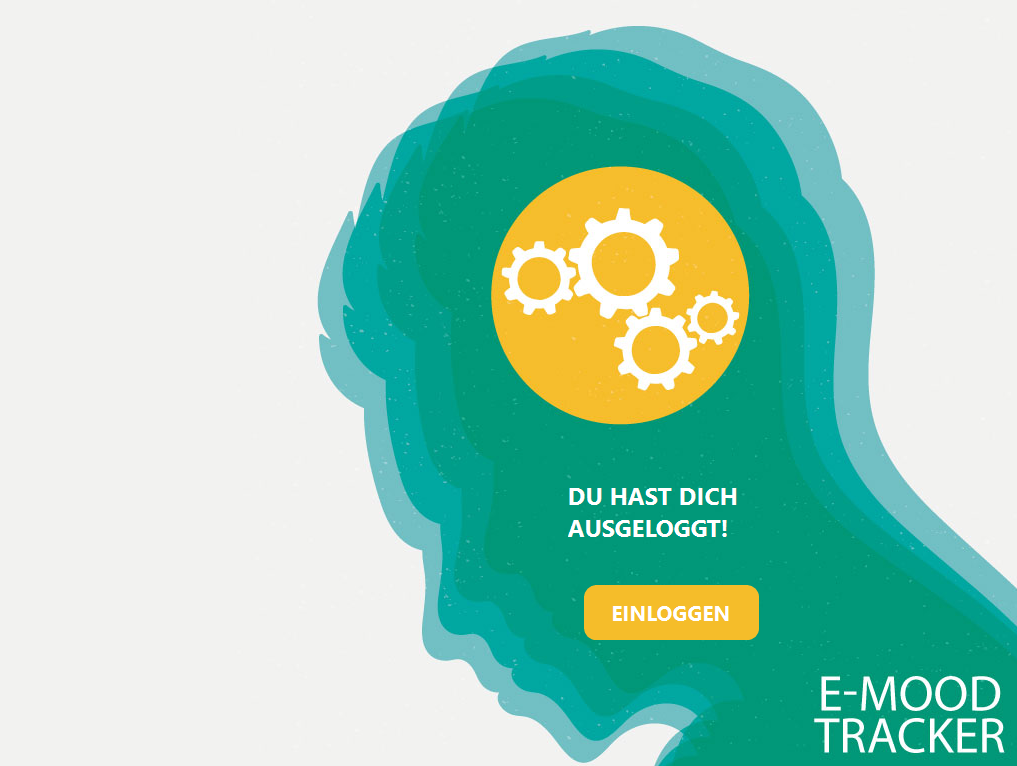 DU HAST DICH
AUSGELOGGT!
EINLOGGEN
E-MOOD
TRACKER